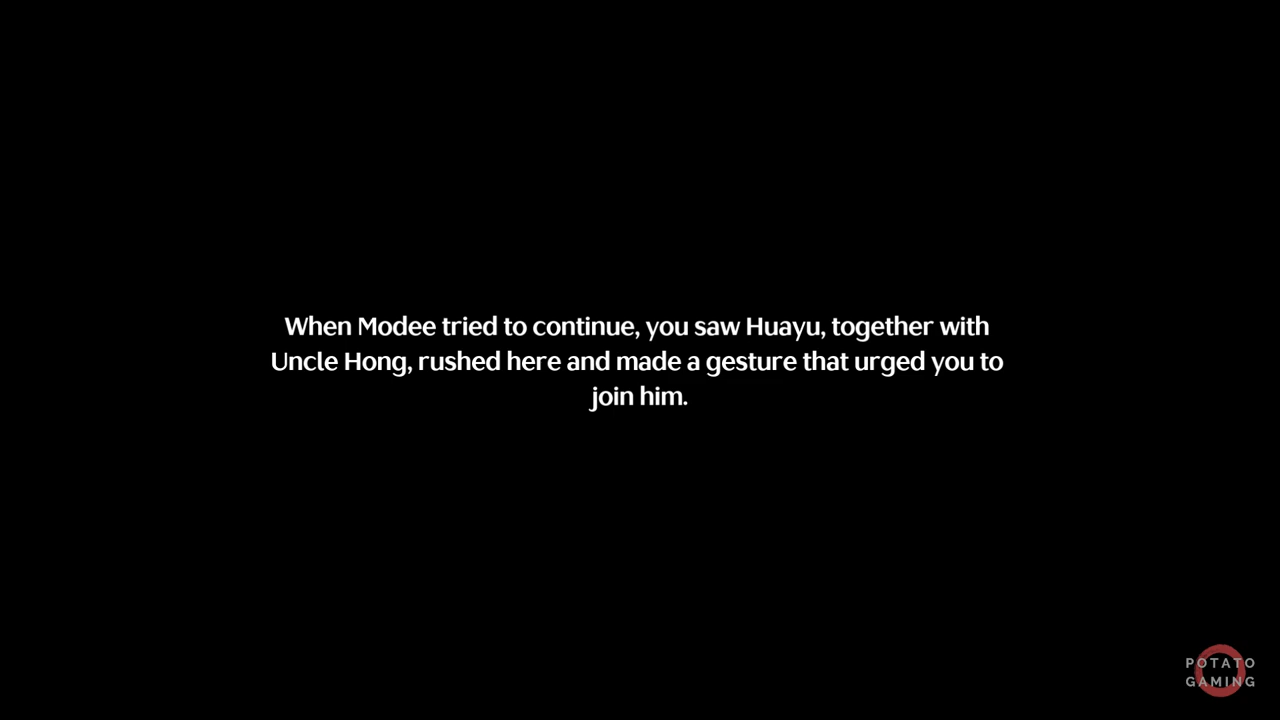 When Modee tried to continue, you saw Huayu, together with
Uncle Hong, rushed here and made a gesture that urged you to
join him.
POTATO
GAMING